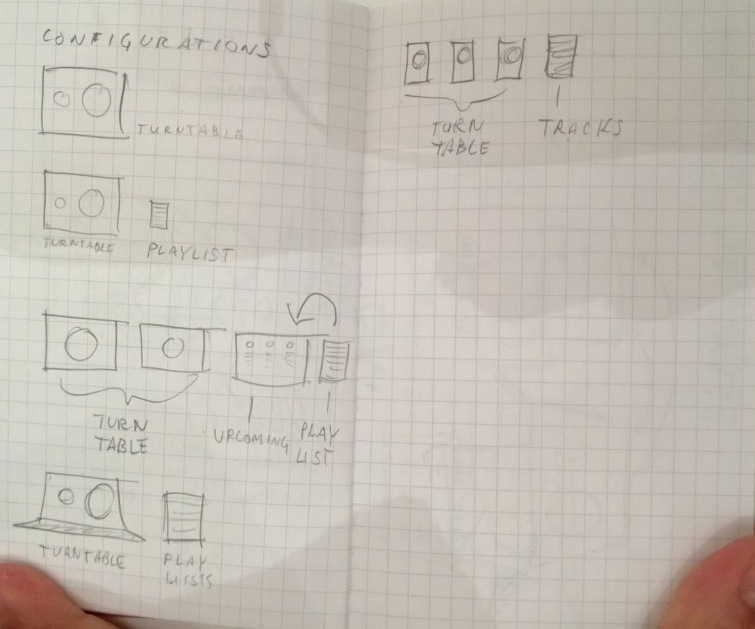 CONFIGURATIONS
TURNTABLE
TURNTABLE PLAYLIST
TURN
TABLE
UPCOMING
PLAY
LIST
TURNTABLE
PLAY
LISTS
TURN
TABLE
TRACKS